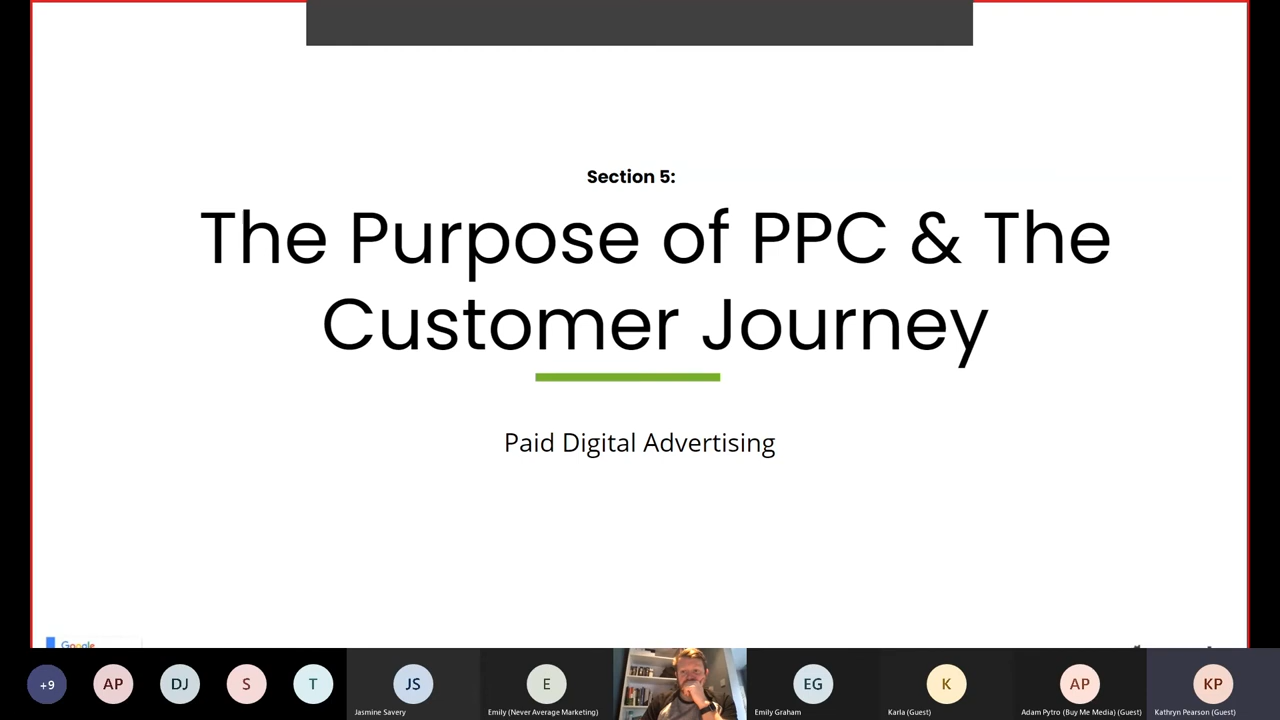 Section 5:
The Purpose of PPC & The
Customer Journey
Paid Digital Advertising
Google
+9
AP
DJ
S
T
JS
Jasmine Savery
E
Emily (Never Average Marketing)
EG
Emily Graham
K
Karla (Guest)
AP
Adam Pytro (Buy Me Media) (Guest)
KP
Kathryn Pearson (Guest)